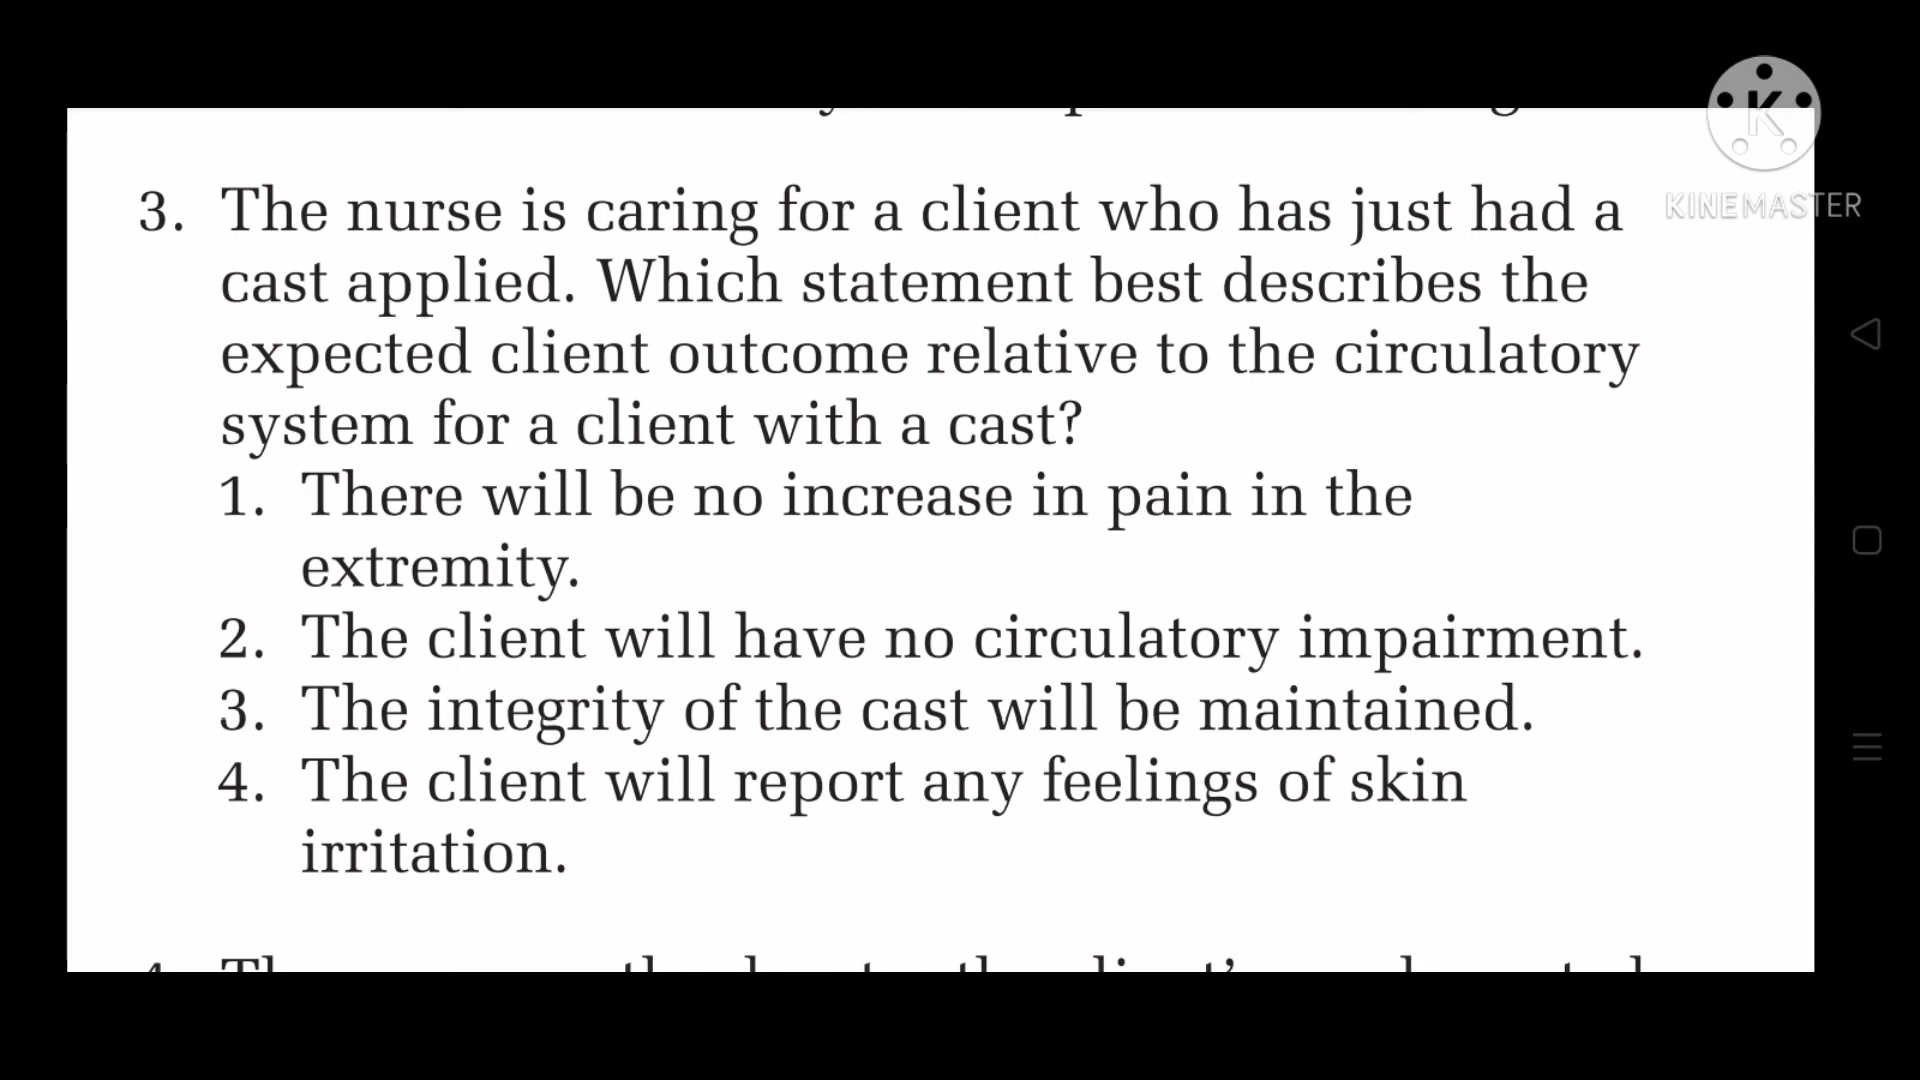 KINEMASTER
3. The nurse is caring for a client who has just had a
cast applied. Which statement best describes the
expected client outcome relative to the circulatory
system for a client with a cast?
1. There will be no increase in pain in the
extremity.
2. The client will have no circulatory impairment.
3. The integrity of the cast will be maintained.
4. The client will report any feelings of skin
irritation.